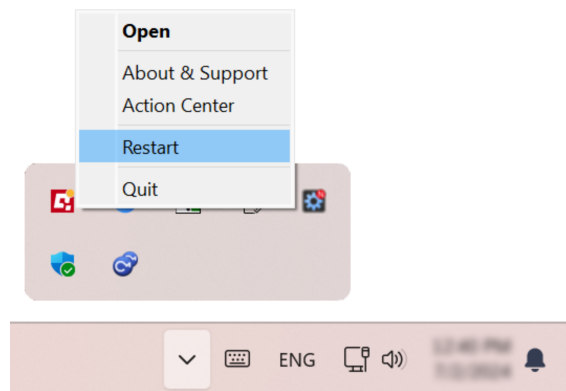 Open
About & Support
Action Center
Restart
Quit
ENG